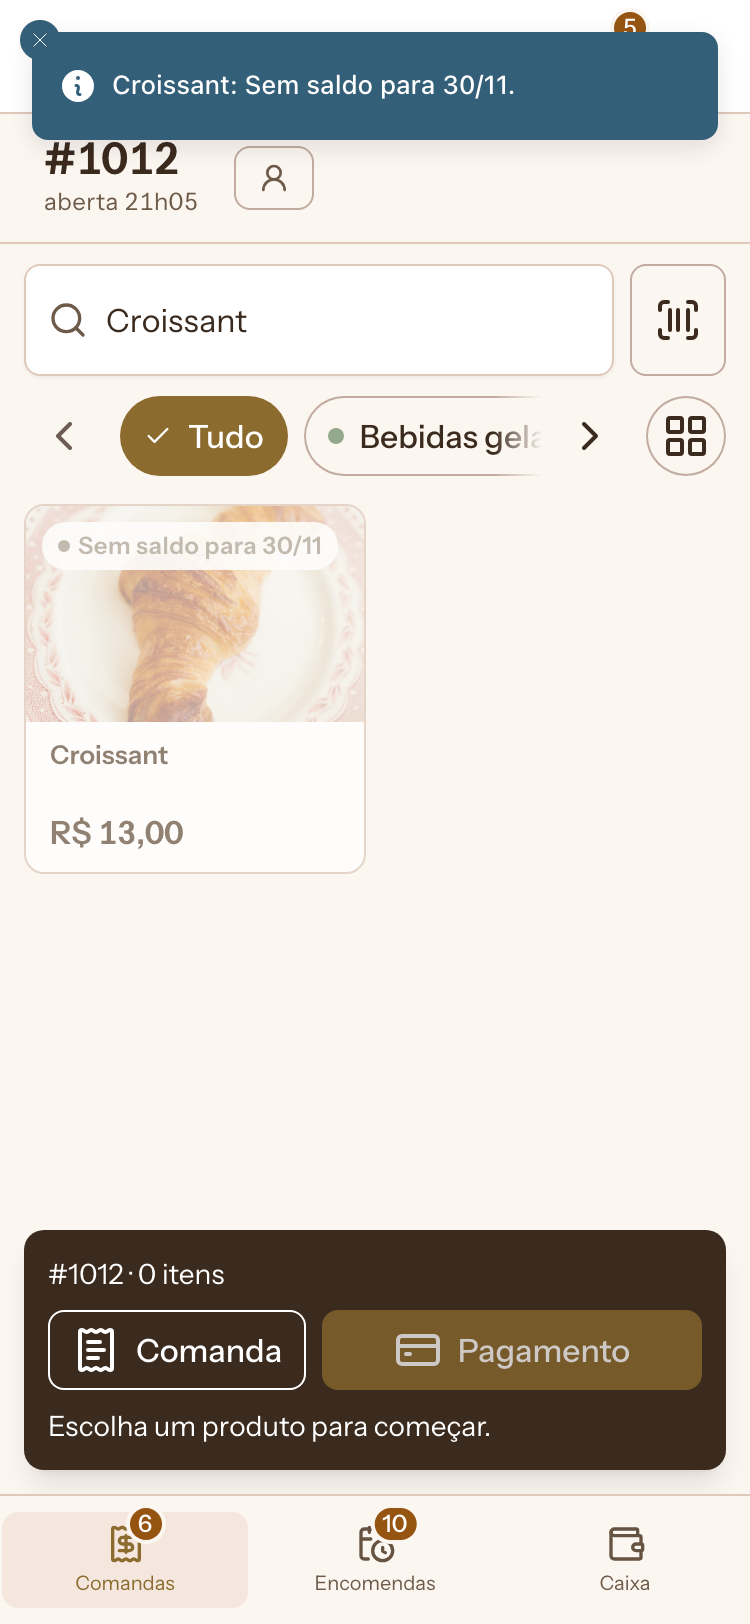 5
Croissant: Sem saldo para 30/11.
#1012
aberta 21h05
Croissant
Tudo
Bebidas gela
Sem saldo para 30/11
Croissant
R$ 13,00
#1012 · 0 itens
Comanda
Pagamento
Escolha um produto para começar.
6
10
Comandas
Encomendas
Caixa